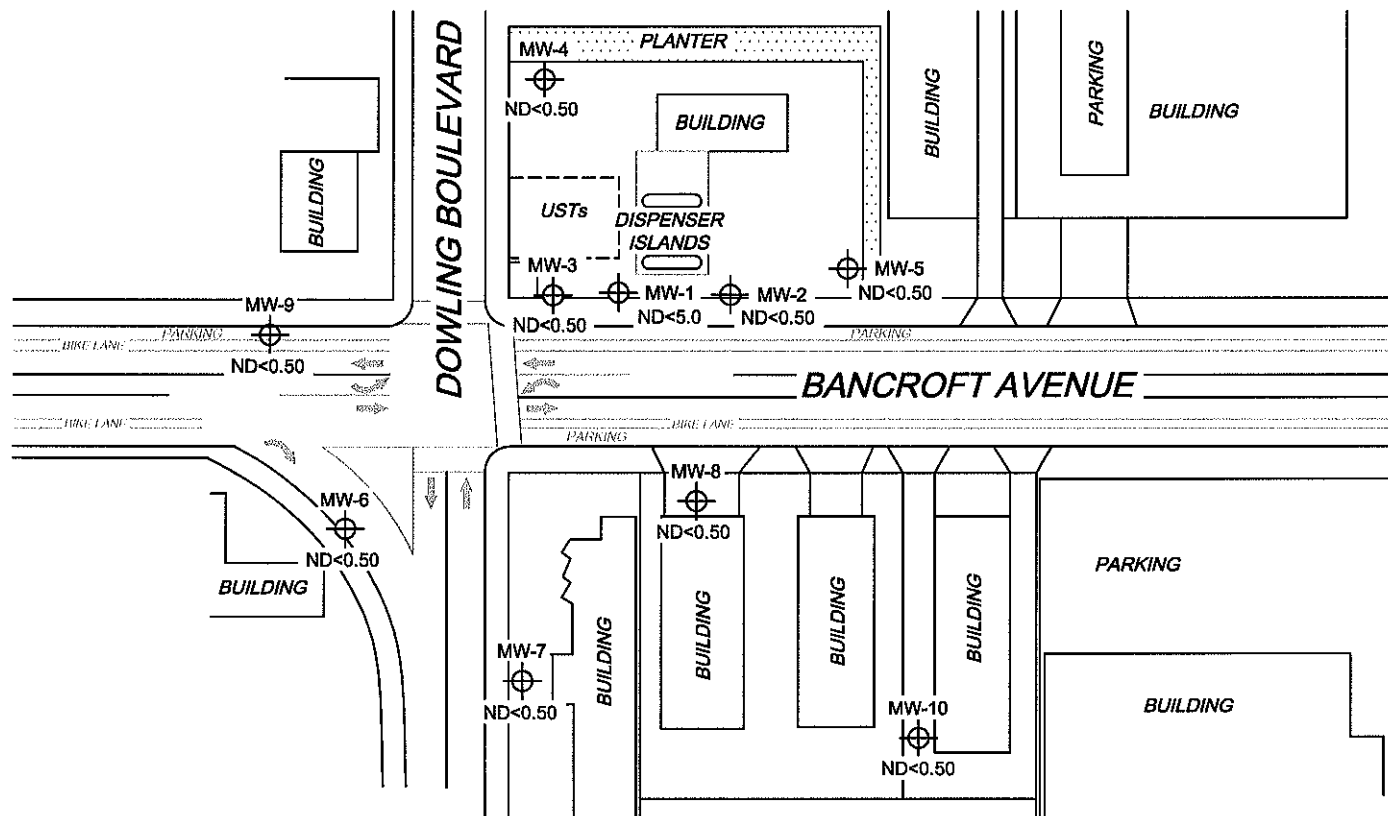 DOWLING BOULEVARD
PLANTER
MW-4
ND<0.50
BUILDING
BUILDING
PARKING
BUILDING
BUILDING
USTs
DISPENSER
ISLANDS
MW-3
ND<0.50
MW-1
ND<5.0
MW-2
ND<0.50
MW-5
ND<0.50
MW-9
ND<0.50
PARKING
BIKE LANE
PARKING
BANCROFT AVENUE
BIKE LANE
PARKING
BIKE LANE
MW-6
ND<0.50
BUILDING
MW-8
ND<0.50
MW-7
ND<0.50
BUILDING
BUILDING
BUILDING
BUILDING
MW-10
ND<0.50
PARKING
BUILDING